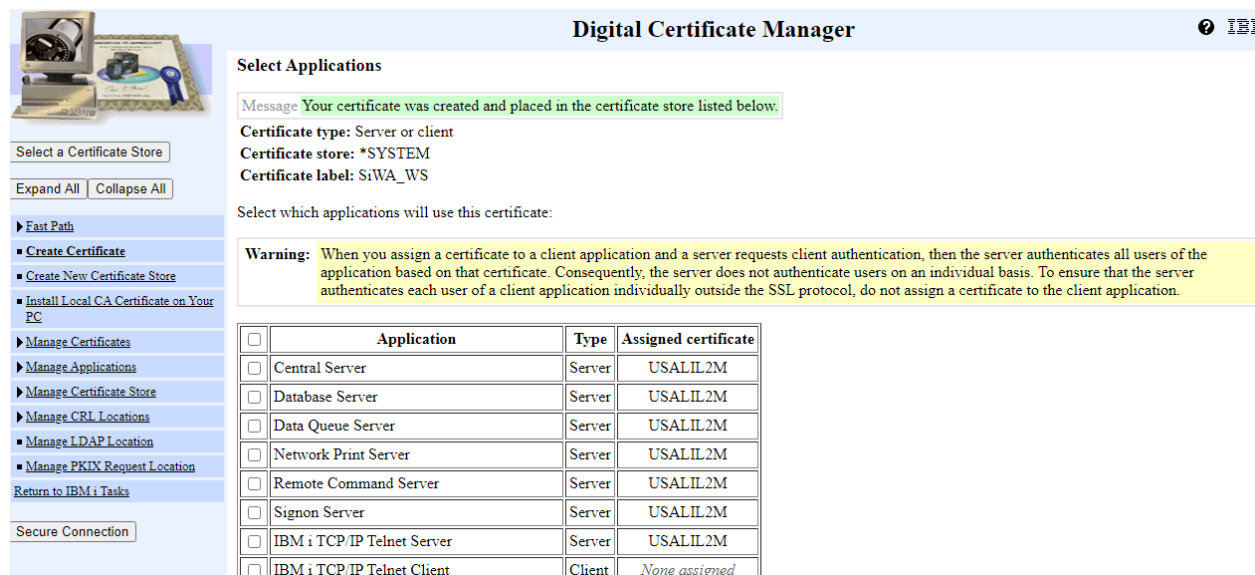 Digital Certificate Manager
Select a Certificate Store
Expand All
Collapse All
Fast Path
Create Certificate
Create New Certificate Store
Install Local CA Certificate on Your
PC
Manage Certificates
Manage Applications
Manage Certificate Store
Manage CRL Locations
Manage LDAP Location
Manage PKIX Request Location
Return to IBM i Tasks
Secure Connection
Select Applications
Message Your certificate was created and placed in the certificate store listed below.
Certificate type: Server or client
Certificate store: *SYSTEM
Certificate label: SiWA_WS
Select which applications will use this certificate:
Warning: When you assign a certificate to a client application and a server requests client authentication, then the server authenticates all users of the
application based on that certificate. Consequently, the server does not authenticate users on an individual basis. To ensure that the server
authenticates each user of a client application individually outside the SSL protocol, do not assign a certificate to the client application.
Application Type Assigned certificate
Central Server Server USALIL2M
Database Server Server USALIL2M
Data Queue Server Server USALIL2M
Network Print Server Server USALIL2M
Remote Command Server Server USALIL2M
Signon Server Server USALIL2M
IBM i TCP/IP Telnet Server Server USALIL2M
IBM i TCP/IP Telnet Client Client None assigned